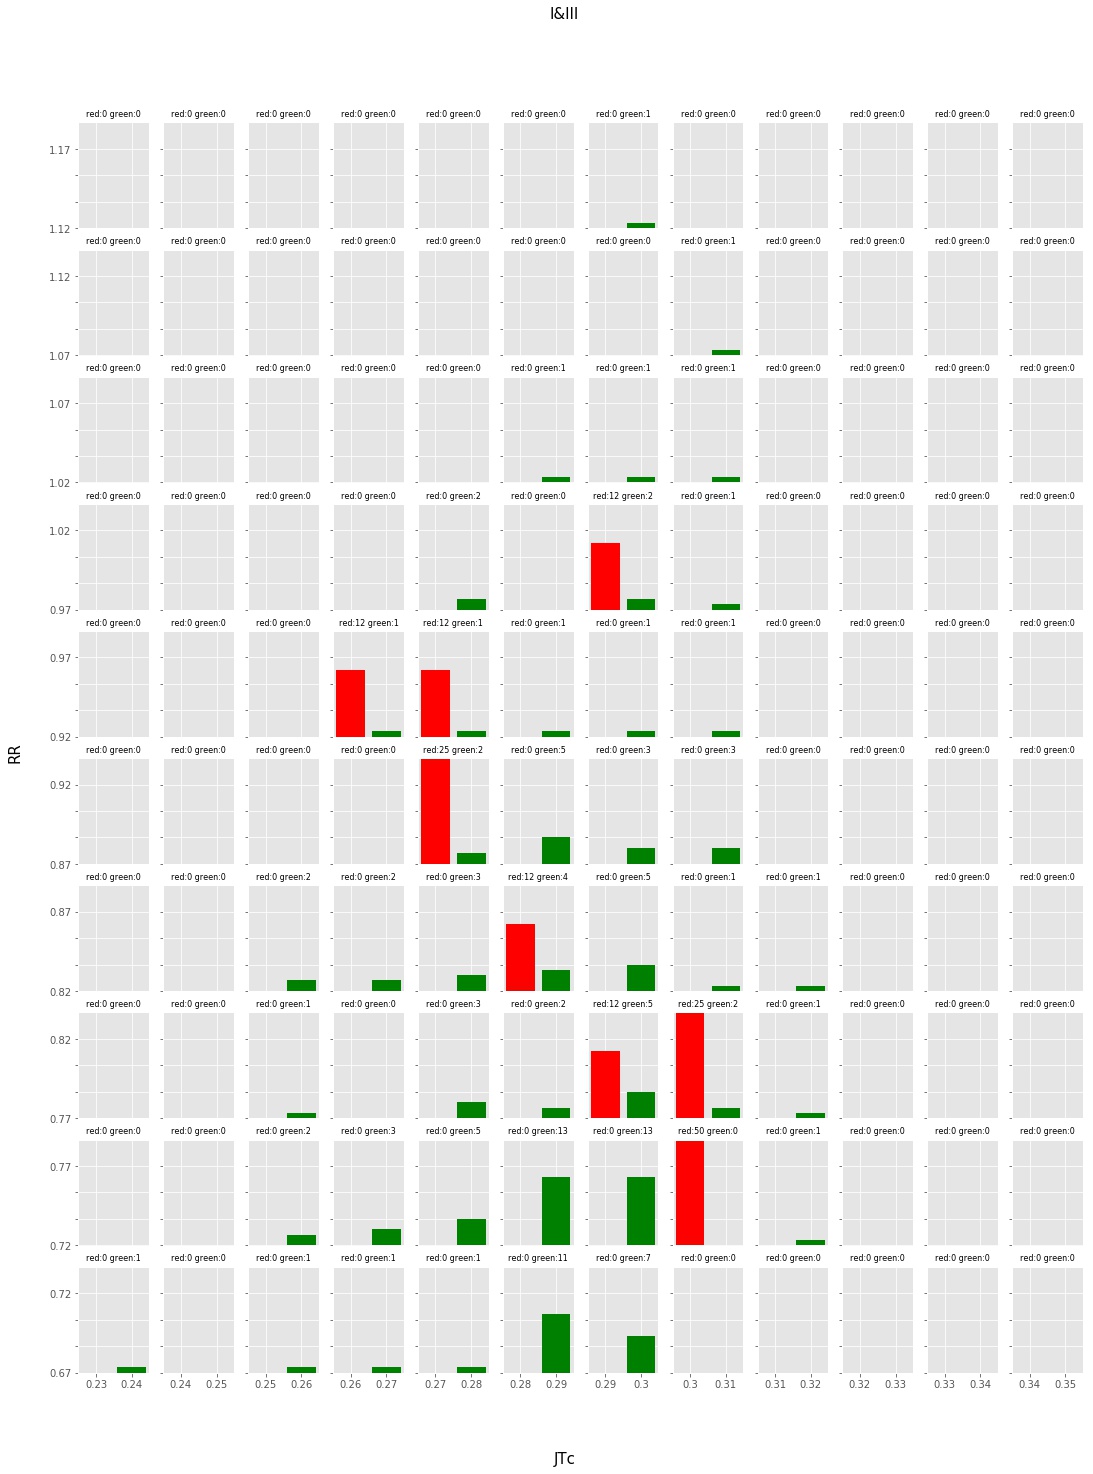 I&III
red:0 green:0 red:0 green:0 red:0 green:0 red:0 green:0 red:0 green:0 red:0 green:0 red:0 green:1 red:0 green:0 red:0 green:0 red:0 green:0 red:0 green:0 red:0 green:0
1.17
1.12
red:0 green:0 red:0 green:0 red:0 green:0 red:0 green:0 red:0 green:0 red:0 green:0 red:0 green:0 red:0 green:1 red:0 green:0 red:0 green:0 red:0 green:0 red:0 green:0
1.12
1.07
red:0 green:0 red:0 green:0 red:0 green:0 red:0 green:0 red:0 green:0 red:0 green:1 red:0 green:1 red:0 green:1 red:0 green:0 red:0 green:0 red:0 green:0 red:0 green:0
1.07
1.02
red:0 green:0 red:0 green:0 red:0 green:0 red:0 green:0 red:0 green:2 red:0 green:0 red:12 green:2 red:0 green:1 red:0 green:0 red:0 green:0 red:0 green:0 red:0 green:0
1.02
0.97
red:0 green:0 red:0 green:0 red:0 green:0 red:12 green:1 red:12 green:1 red:0 green:1 red:0 green:1 red:0 green:1 red:0 green:0 red:0 green:0 red:0 green:0 red:0 green:0
0.97
0.92
RR
red:0 green:0 red:0 green:0 red:0 green:0 red:0 green:0 red:25 green:2 red:0 green:5 red:0 green:3 red:0 green:3 red:0 green:0 red:0 green:0 red:0 green:0 red:0 green:0
0.92
0.87
red:0 green:0 red:0 green:0 red:0 green:2 red:0 green:2 red:0 green:3 red:12 green:4 red:0 green:5 red:0 green:1 red:0 green:1 red:0 green:0 red:0 green:0 red:0 green:0
0.87
0.82
red:0 green:0 red:0 green:0 red:0 green:1 red:0 green:0 red:0 green:3 red:0 green:2 red:12 green:5 red:25 green:2 red:0 green:1 red:0 green:0 red:0 green:0 red:0 green:0
0.82
0.77
red:0 green:0 red:0 green:0 red:0 green:2 red:0 green:3 red:0 green:5 red:0 green:13 red:0 green:13 red:50 green:0 red:0 green:1 red:0 green:0 red:0 green:0 red:0 green:0
0.77
0.72
red:0 green:1 red:0 green:0 red:0 green:1 red:0 green:1 red:0 green:1 red:0 green:11 red:0 green:7 red:0 green:0 red:0 green:0 red:0 green:0 red:0 green:0 red:0 green:0
0.72
0.67
0.23 0.24 0.24 0.25 0.25 0.26 0.26 0.27 0.27 0.28 0.28 0.29 0.29 0.3 0.3 0.31 0.31 0.32 0.32 0.33 0.33 0.34 0.34 0.35
JTc